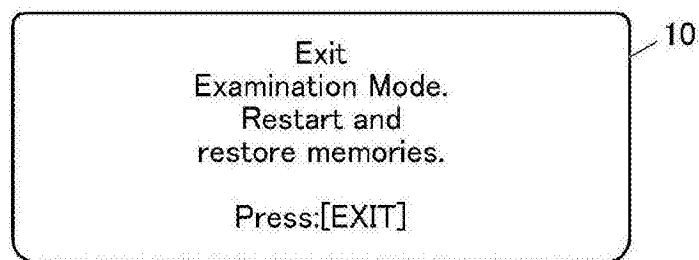 10
Exit
Examination Mode.
Restart and
restore memories.
Press:[EXIT]